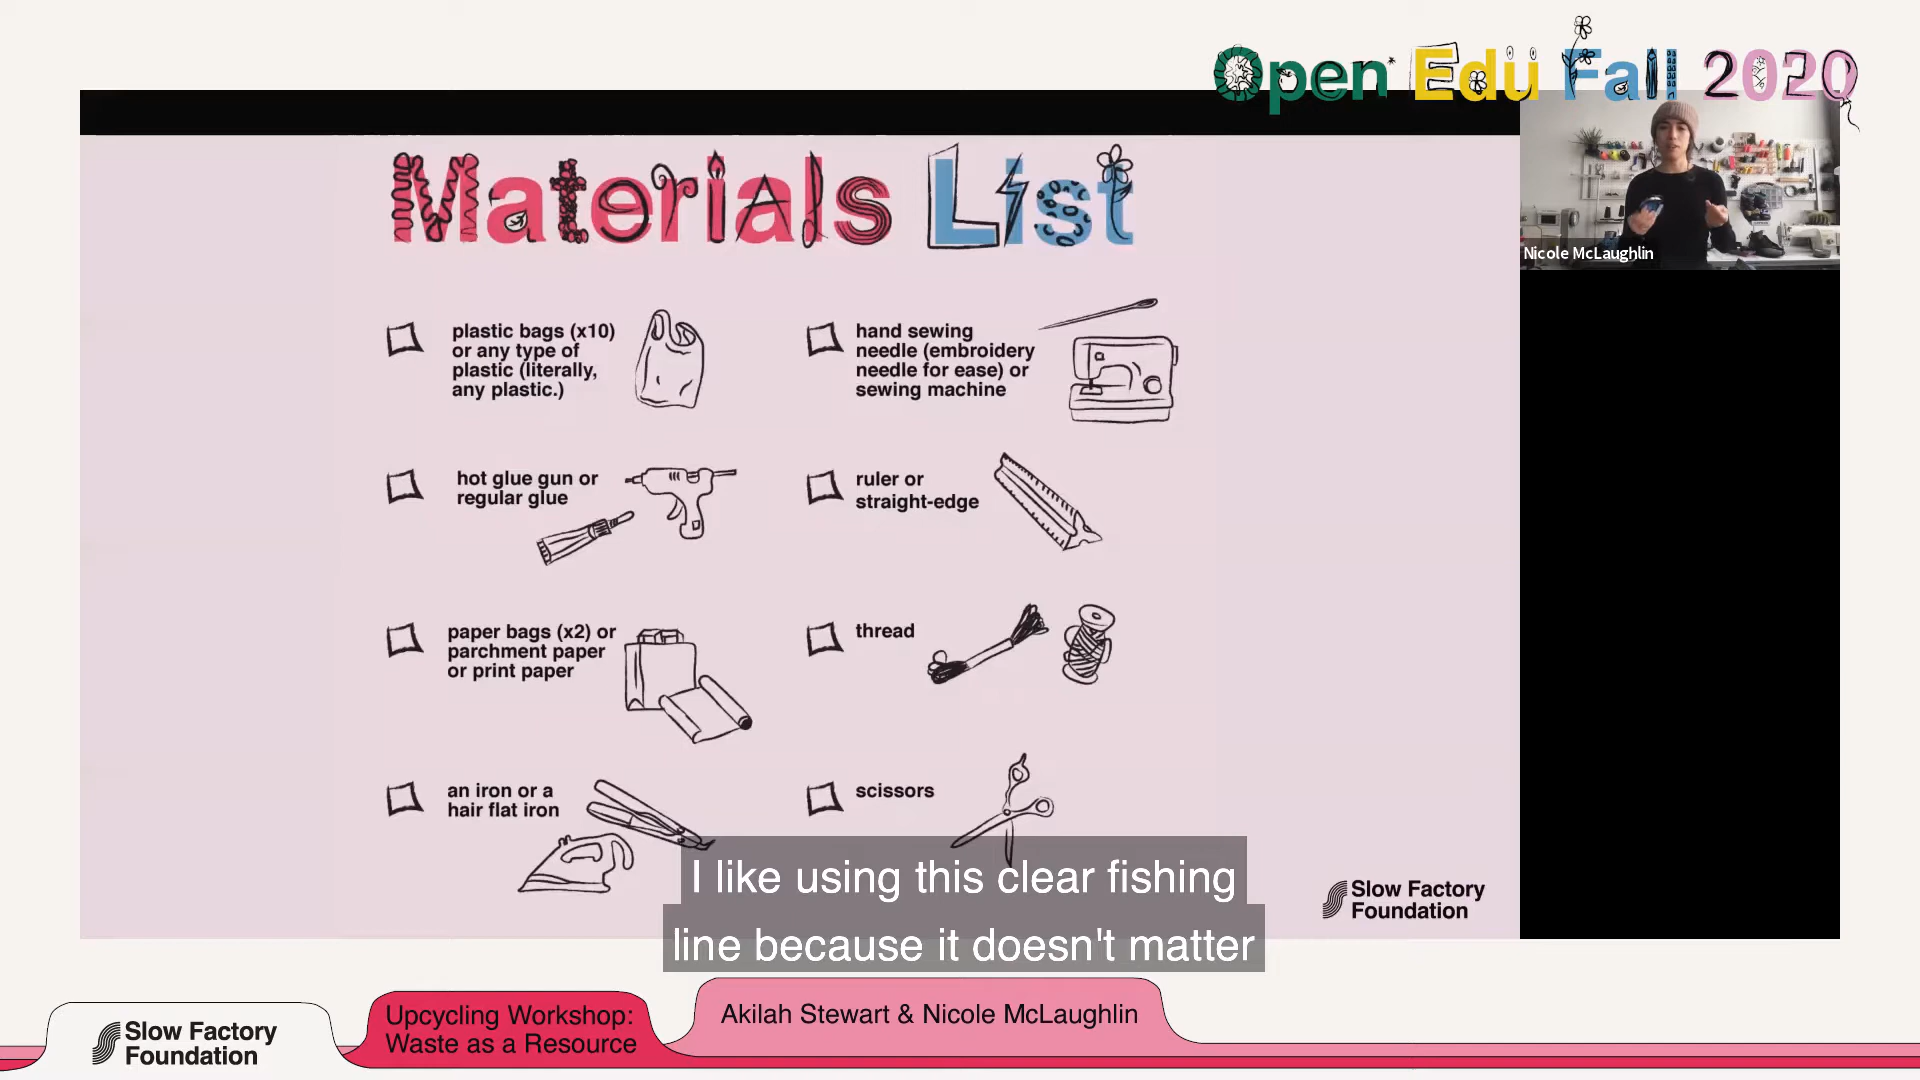 Open Edu Fall 2020
Materials List
Nicole McLaughlin
plastic bags (x10)
or any type of
plastic (literally,
any plastic.)
hand sewing
needle (embroidery
needle for ease) or
sewing machine
hot glue gun or
regular glue
ruler or
straight-edge
paper bags (x2) or
parchment paper
or print paper
thread
an iron or a
hair flat iron
scissors
I like using this clear fishing
line because it doesn't matter
Slow Factory
Foundation
Slow Factory
Foundation
Upcycling Workshop:
Waste as a Resource
Akilah Stewart & Nicole McLaughlin